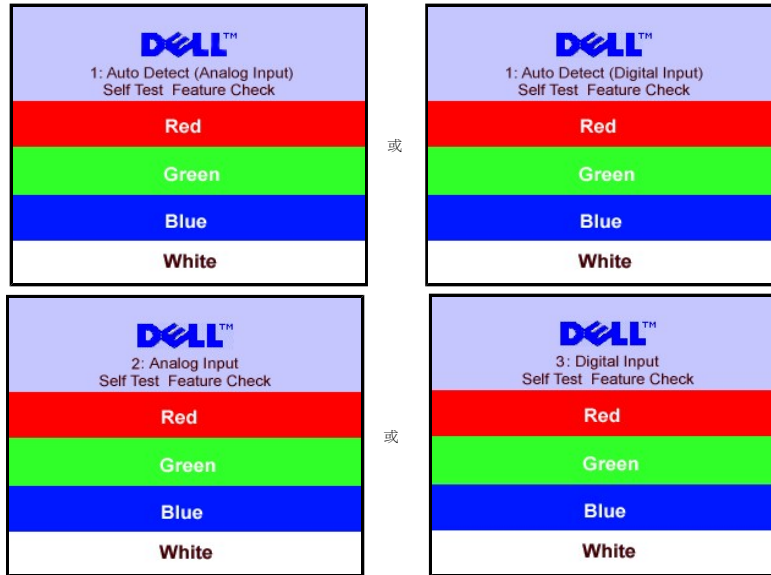 DELL™
1: Auto Detect (Analog Input)
Self Test Feature Check
Red
Green
Blue
White
或
DELL™
1: Auto Detect (Digital Input)
Self Test Feature Check
Red
Green
Blue
White
DELL™
2: Analog Input
Self Test Feature Check
Red
Green
Blue
White
或
DELL™
3: Digital Input
Self Test Feature Check
Red
Green
Blue
White